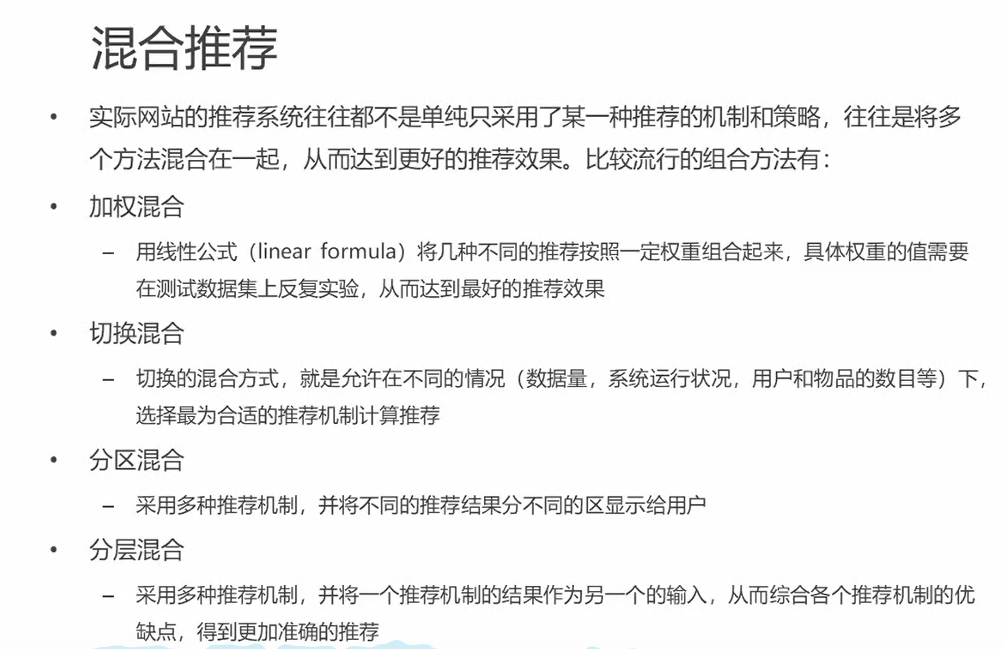 混合推荐
• 实际网站的推荐系统往往都不是单纯只采用了某一种推荐的机制和策略，往往是将多
个方法混合在一起，从而达到更好的推荐效果。比较流行的组合方法有：
• 加权混合
– 用线性公式（linear formula）将几种不同的推荐按照一定权重组合起来，具体权重的值需要
在测试数据集上反复实验，从而达到最好的推荐效果
• 切换混合
– 切换的混合方式，就是允许在不同的情况（数据量，系统运行状况，用户和物品的数目等）下，
选择最为合适的推荐机制计算推荐
• 分区混合
– 采用多种推荐机制，并将不同的推荐结果分不同的区显示给用户
• 分层混合
– 采用多种推荐机制，并将一个推荐机制的结果作为另一个的输入，从而综合各个推荐机制的优
缺点，得到更加准确的推荐